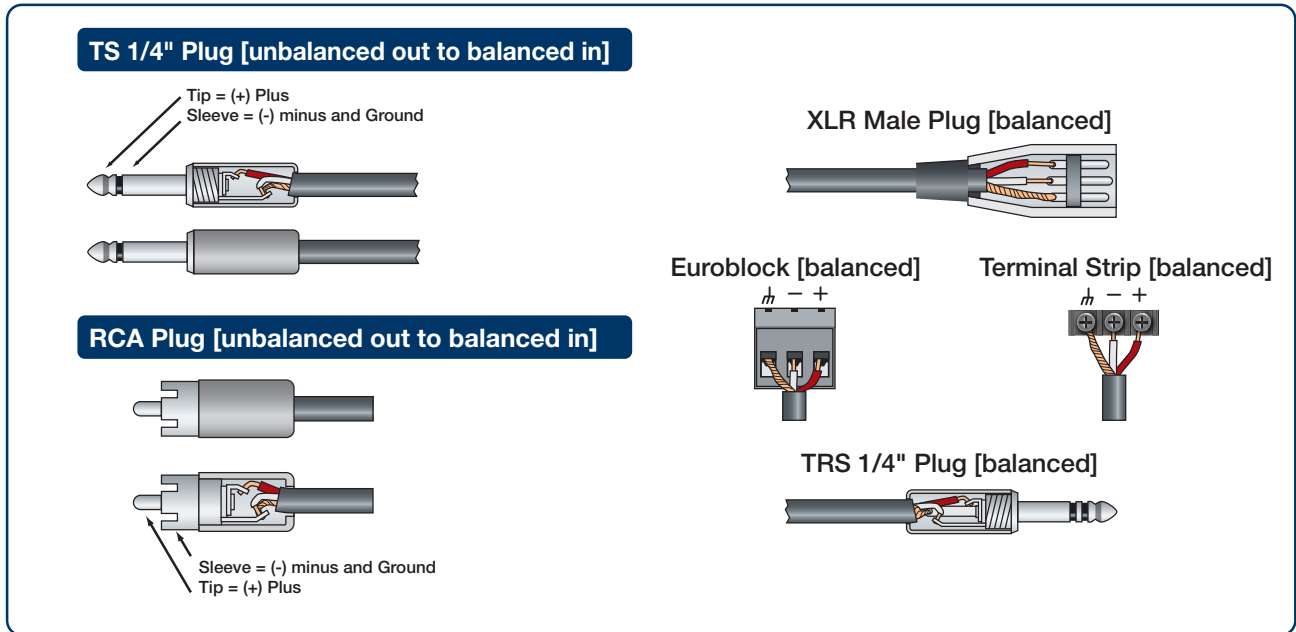 TS 1/4" Plug [unbalanced out to balanced in]
Tip = (+) Plus
Sleeve = (-) minus and Ground
RCA Plug [unbalanced out to balanced in]
Sleeve = (-) minus and Ground
Tip = (+) Plus
XLR Male Plug [balanced]
Euroblock [balanced]
− +
Terminal Strip [balanced]
− +
TRS 1/4" Plug [balanced]